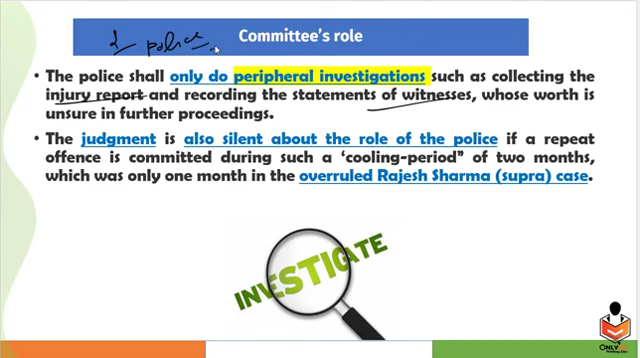 Committee's role
& police
• The police shall only do peripheral investigations such as collecting the
injury report and recording the statements of witnesses, whose worth is
unsure in further proceedings.
• The judgment is also silent about the role of the police if a repeat
offence is committed during such a ‘cooling-period” of two months,
which was only one month in the overruled Rajesh Sharma (supra) case.
INVESTIGATE